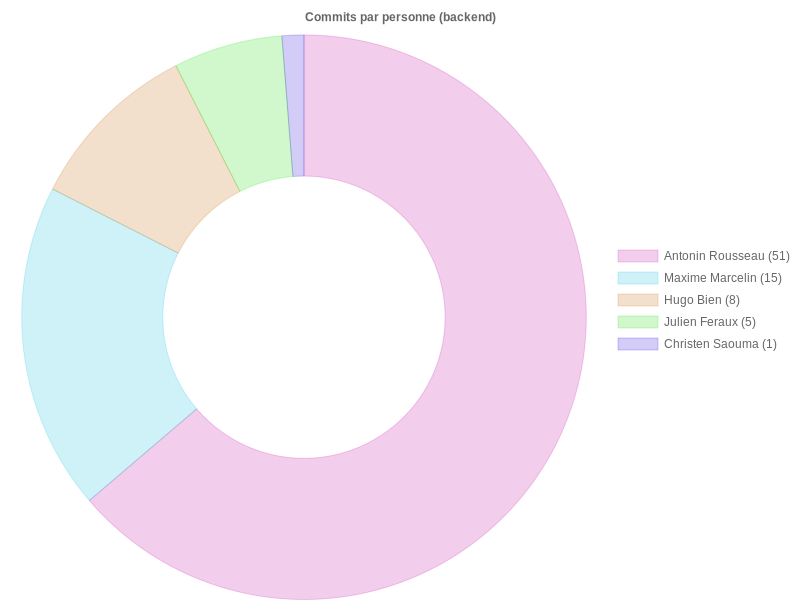 Commits par personne (backend)
Antonin Rousseau (51)
Maxime Marcelin (15)
Hugo Bien (8)
Julien Feraux (5)
Christen Saouma (1)